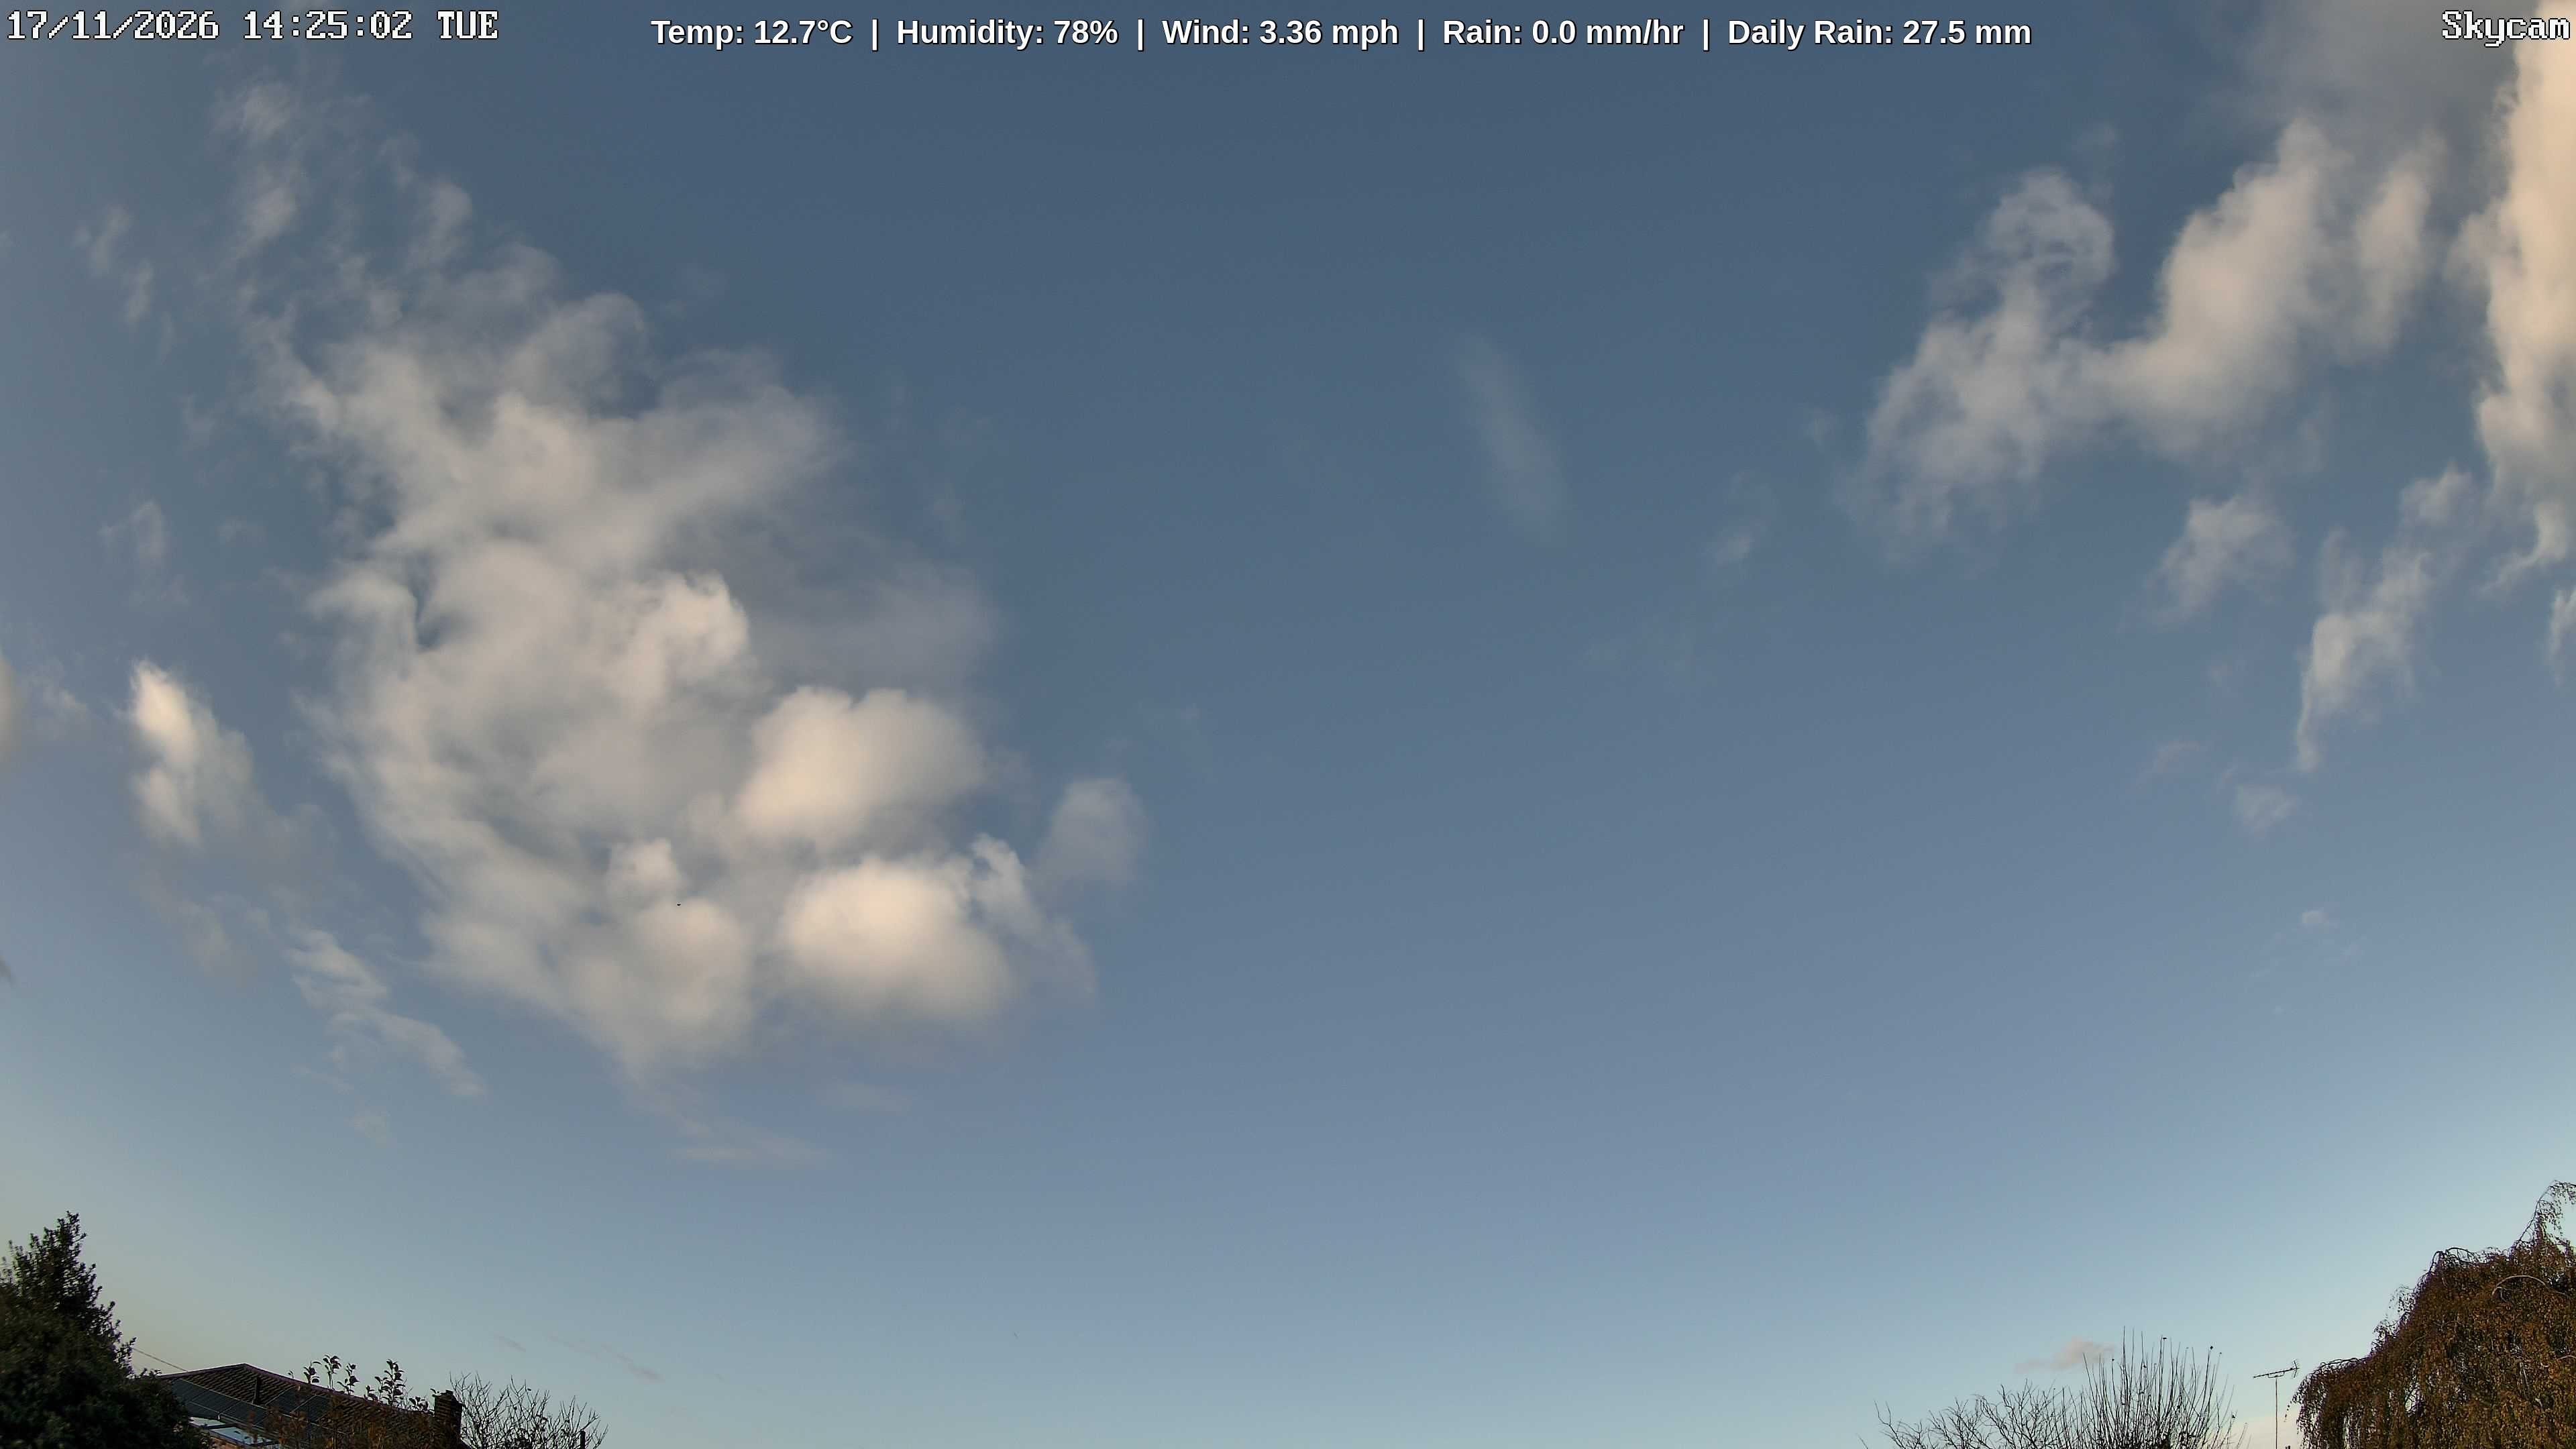 17/11/2026 14:25:02 TUE
Temp: 12.7°C | Humidity: 78% | Wind: 3.36 mph | Rain: 0.0 mm/hr | Daily Rain: 27.5 mm
Skycam